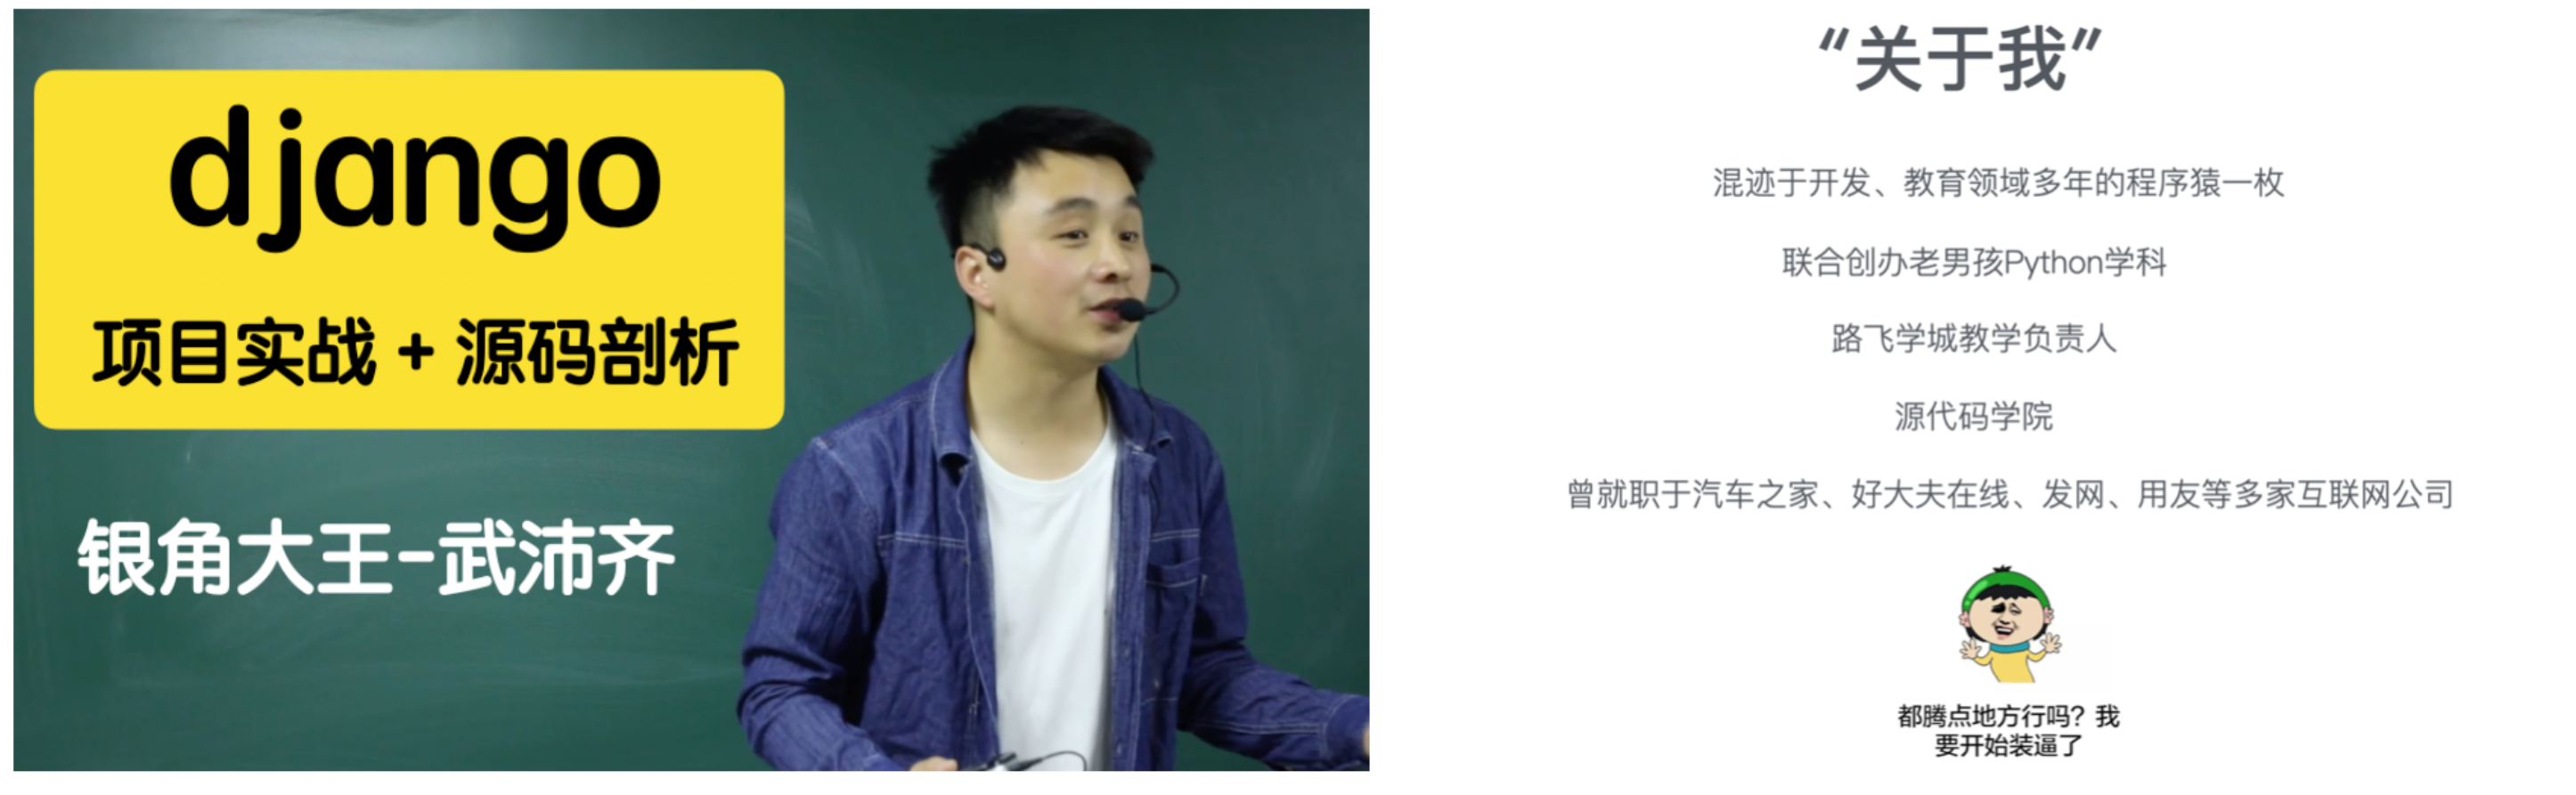 django
项目实战 + 源码剖析
银角大王-武沛齐
“关于我”
混迹于开发、教育领域多年的程序猿一枚
联合创办老男孩Python学科
路飞学城教学负责人
源代码学院
曾就职于汽车之家、好大夫在线、发网、用友等多家互联网公司
都腾点地方行吗？我
要开始装逼了